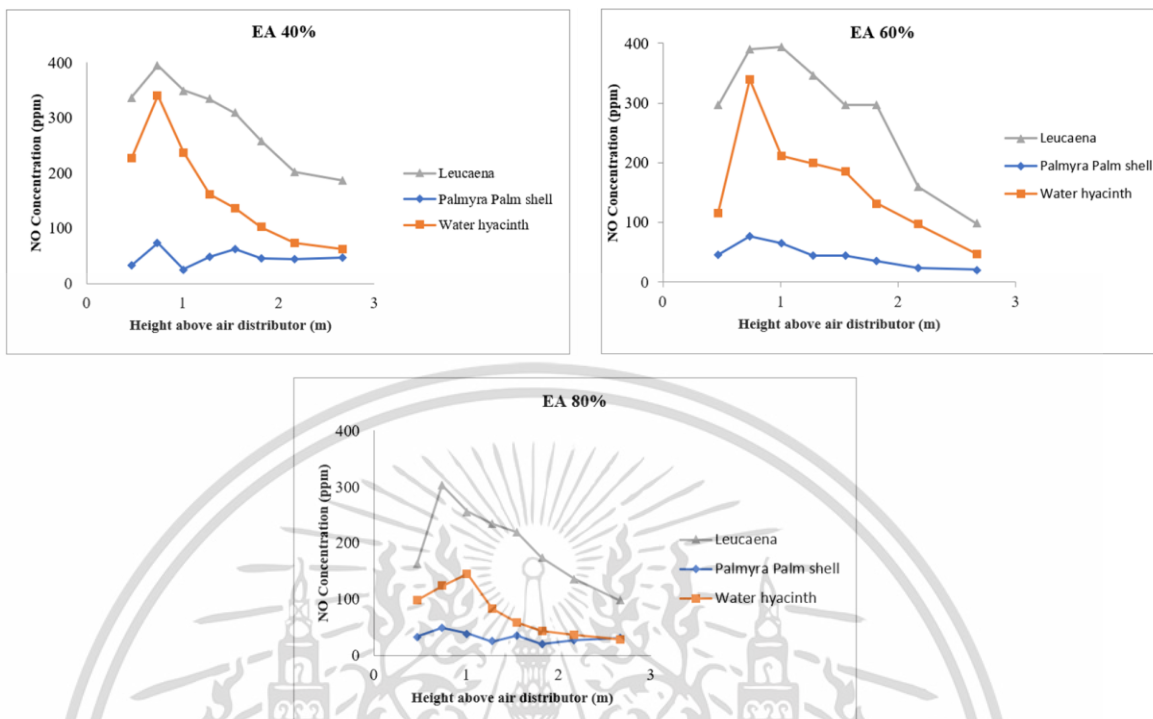 EA 40%
NO Concentration (ppm)
400
300
200
100
0
0 1 2 3
Height above air distributor (m)
Leucaena
Palmyra Palm shell
Water hyacinth
EA 60%
NO Concentration (ppm)
400
300
200
100
0
0 1 2 3
Height above air distributor (m)
Leucaena
Palmyra Palm shell
Water hyacinth
EA 80%
NO Concentration (ppm)
400
300
200
100
0
0 1 2 3
Height above air distributor (m)
Leucaena
Palmyra Palm shell
Water hyacinth